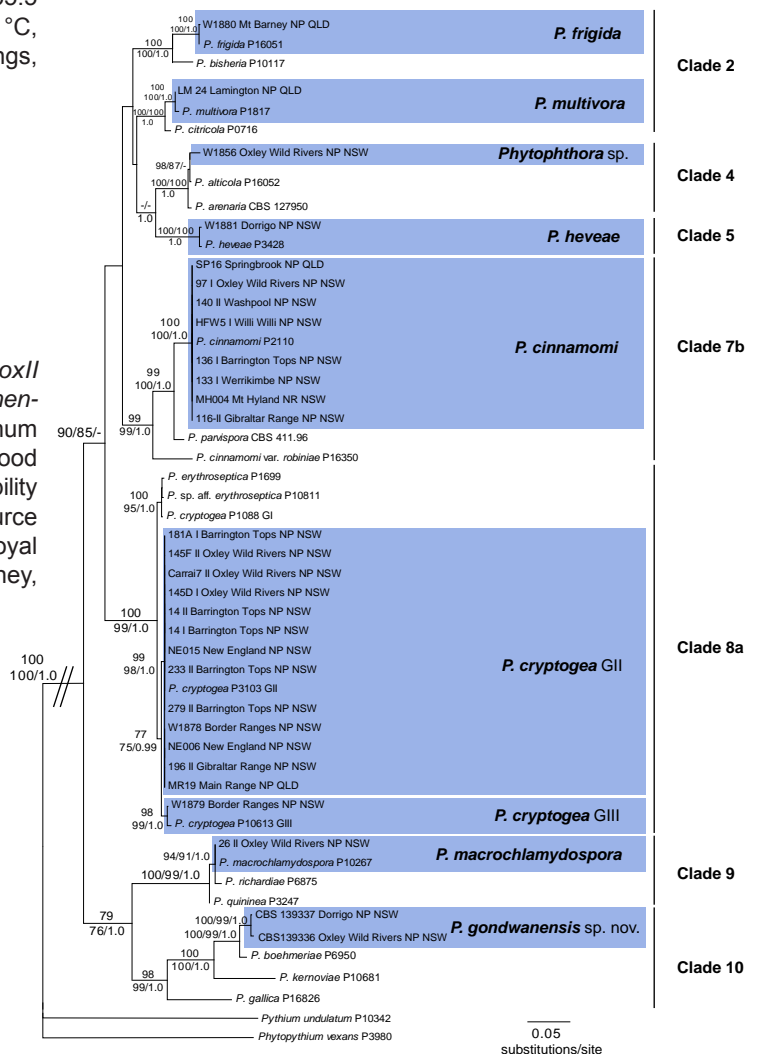 °C,
ngs,
oxII
nen-
num
ood
bility
urce
oyal
ney,
100
100/1.0
W1880 Mt Barney NP QLD
P. frigida P16051
P. frigida
100
100/1.0
P. bisheria P10117
Clade 2
100
100/1.0
LM 24 Lamington NP QLD
P. multivora P1817
P. multivora
100/100
1.0
P. citricola P0716
W1856 Oxley Wild Rivers NP NSW
Phytophthora sp.
98/87/-
100/100
1.0
P. alticola P16052
Clade 4
P. arenaria CBS 127950
-/-
1.0
W1881 Dorrigo NP NSW
100/100
1.0
P. heveae P3428
P. heveae
Clade 5
SP16 Springbrook NP QLD
97 I Oxley Wild Rivers NP NSW
140 II Washpool NP NSW
HFW5 I Willi Willi NP NSW
100
100/1.0
P. cinnamomi P2110
P. cinnamomi
Clade 7b
136 I Barrington Tops NP NSW
133 I Werrikimbe NP NSW
MH004 Mt Hyland NR NSW
116-II Gibraltar Range NP NSW
99
100/1.0
P. parvispora CBS 411.96
99
99/1.0
P. cinnamomi var. robiniae P16350
90/85/-
P. erythroseptica P1699
P. sp. aff. erythroseptica P10811
P. cryptogea P1088 GI
100
95/1.0
181A I Barrington Tops NP NSW
145F II Oxley Wild Rivers NP NSW
Carrai7 II Oxley Wild Rivers NP NSW
145D I Oxley Wild Rivers NP NSW
14 II Barrington Tops NP NSW
14 I Barrington Tops NP NSW
100
99/1.0
NE015 New England NP NSW
233 II Barrington Tops NP NSW
P. cryptogea GII
Clade 8a
99
98/1.0
P. cryptogea P3103 GII
279 II Barrington Tops NP NSW
W1878 Border Ranges NP NSW
77
75/0.99
NE006 New England NP NSW
196 II Gibraltar Range NP NSW
MR19 Main Range NP QLD
100
100/1.0
W1879 Border Ranges NP NSW
98
99/1.0
P. cryptogea P10613 GIII
P. cryptogea GIII
26 II Oxley Wild Rivers NP NSW
94/91/1.0
P. macrochlamydospora P10267
P. macrochlamydospora
100/99/1.0
P. richardiae P6875
Clade 9
P. quininea P3247
79
76/1.0
100/99/1.0
CBS 139337 Dorrigo NP NSW
100/99/1.0
CBS139336 Oxley Wild Rivers NP NSW
P. gondwanensis sp. nov.
P. boehmeriae P6950
100
100/1.0
P. kernoviae P10681
Clade 10
98
99/1.0
P. gallica P16826
Pythium undulatum P10342
Phytopythium vexans P3980
0.05
substitutions/site